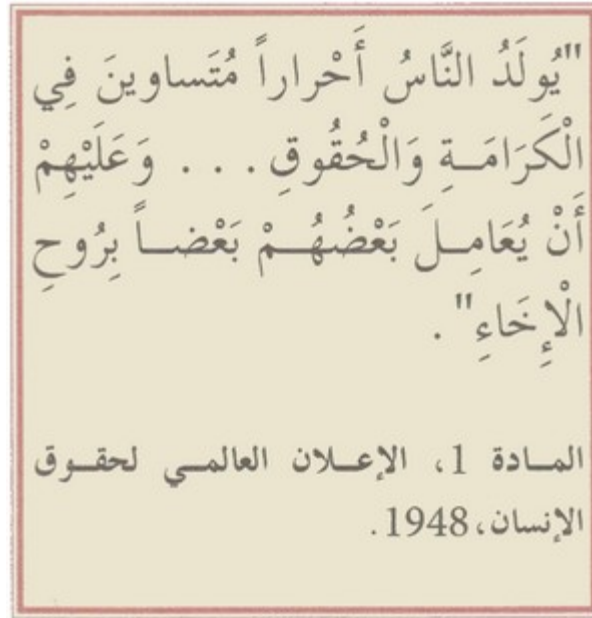 "يُولَدُ النَّاسُ أَحْراراً مُتَساوينَ فِي
الْكَرَامَـةِ وَالْحُقُوقِ . . . وَعَلَيْهِمْ
أَنْ يُعَامِـلَ بَعْضُهُـمْ بَعْضـاً بِرُوحِ
الْإِخَاءِ" .
المـادة 1، الإعـلان العالمـي لحقـوق
الإنسان، 1948 .